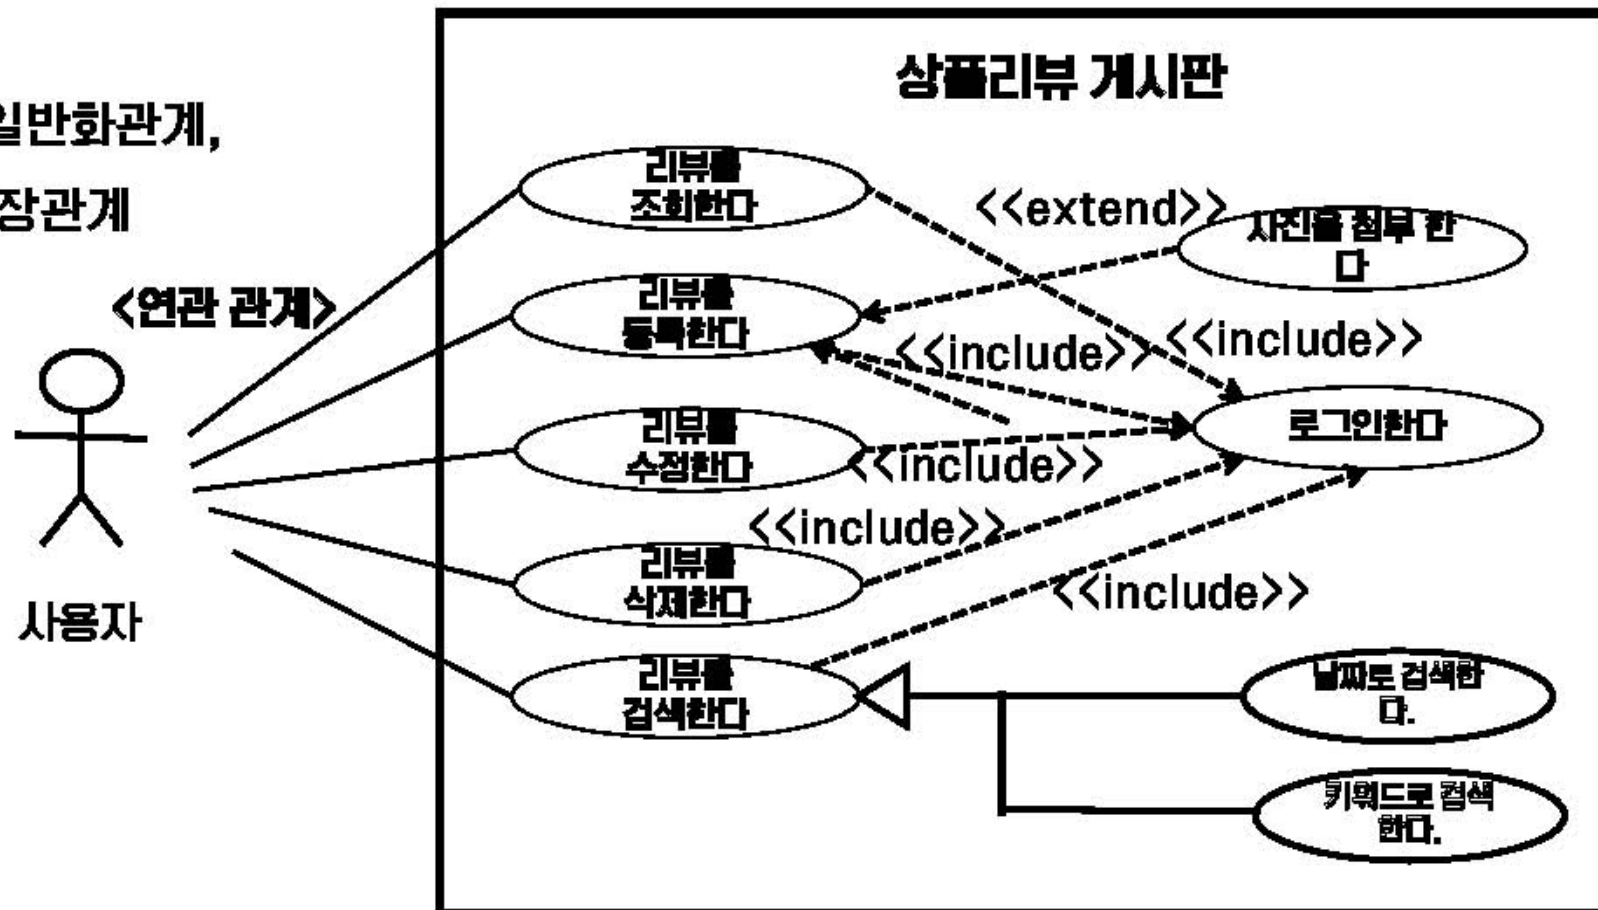 상품리뷰 게시판
일반화관계,
장관계
<연관 관계>
사용자
리뷰를
조회한다
<<extend>>
사진을 첨부 한
다
리뷰를
등록한다
<<include>>
<<include>>
로그인한다
리뷰를
수정한다
<<include>>
<<include>>
리뷰를
삭제한다
<<include>>
리뷰를
검색한다
날짜로 검색한
다.
키워드로 검색
한다.